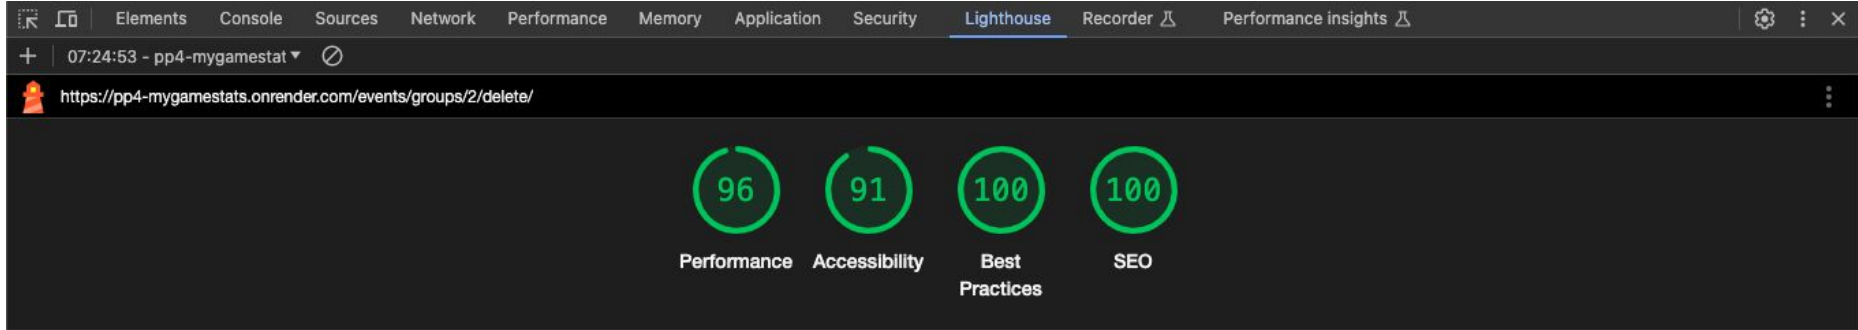 Elements Console Sources Network Performance Memory Application Security Lighthouse Recorder Performance insights
07:24:53 - pp4-mygamestat
https://pp4-mygamestats.onrender.com/events/groups/2/delete/
96 91 100 100
Performance Accessibility Best Practices SEO